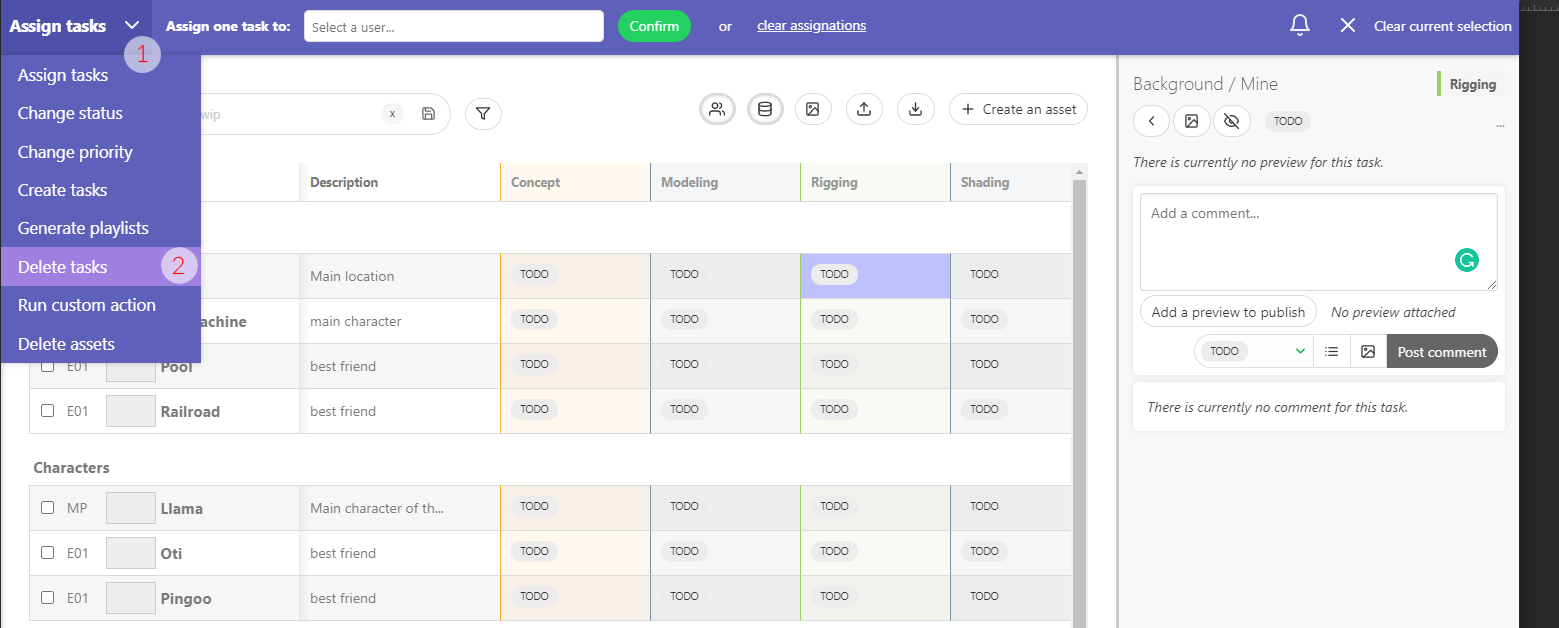 Assign tasks
1
Assign one task to:
Select a user...
Confirm
or
clear assignations
Clear current selection
Assign tasks
Change status
Change priority
Create tasks
Generate playlists
Delete tasks
2
Run custom action
Delete assets
wip
x
Create an asset
Description
Concept
Modeling
Rigging
Shading
Main location
TODO
TODO
TODO
TODO
achine
main character
TODO
TODO
TODO
TODO
E01
Pool
best friend
TODO
TODO
TODO
TODO
E01
Railroad
best friend
TODO
TODO
TODO
TODO
Characters
MP
Llama
Main character of th...
TODO
TODO
TODO
TODO
E01
Oti
best friend
TODO
TODO
TODO
TODO
E01
Pingoo
best friend
TODO
TODO
TODO
TODO
Background / Mine
Rigging
TODO
...
There is currently no preview for this task.
Add a comment...
Add a preview to publish
No preview attached
TODO
Post comment
There is currently no comment for this task.